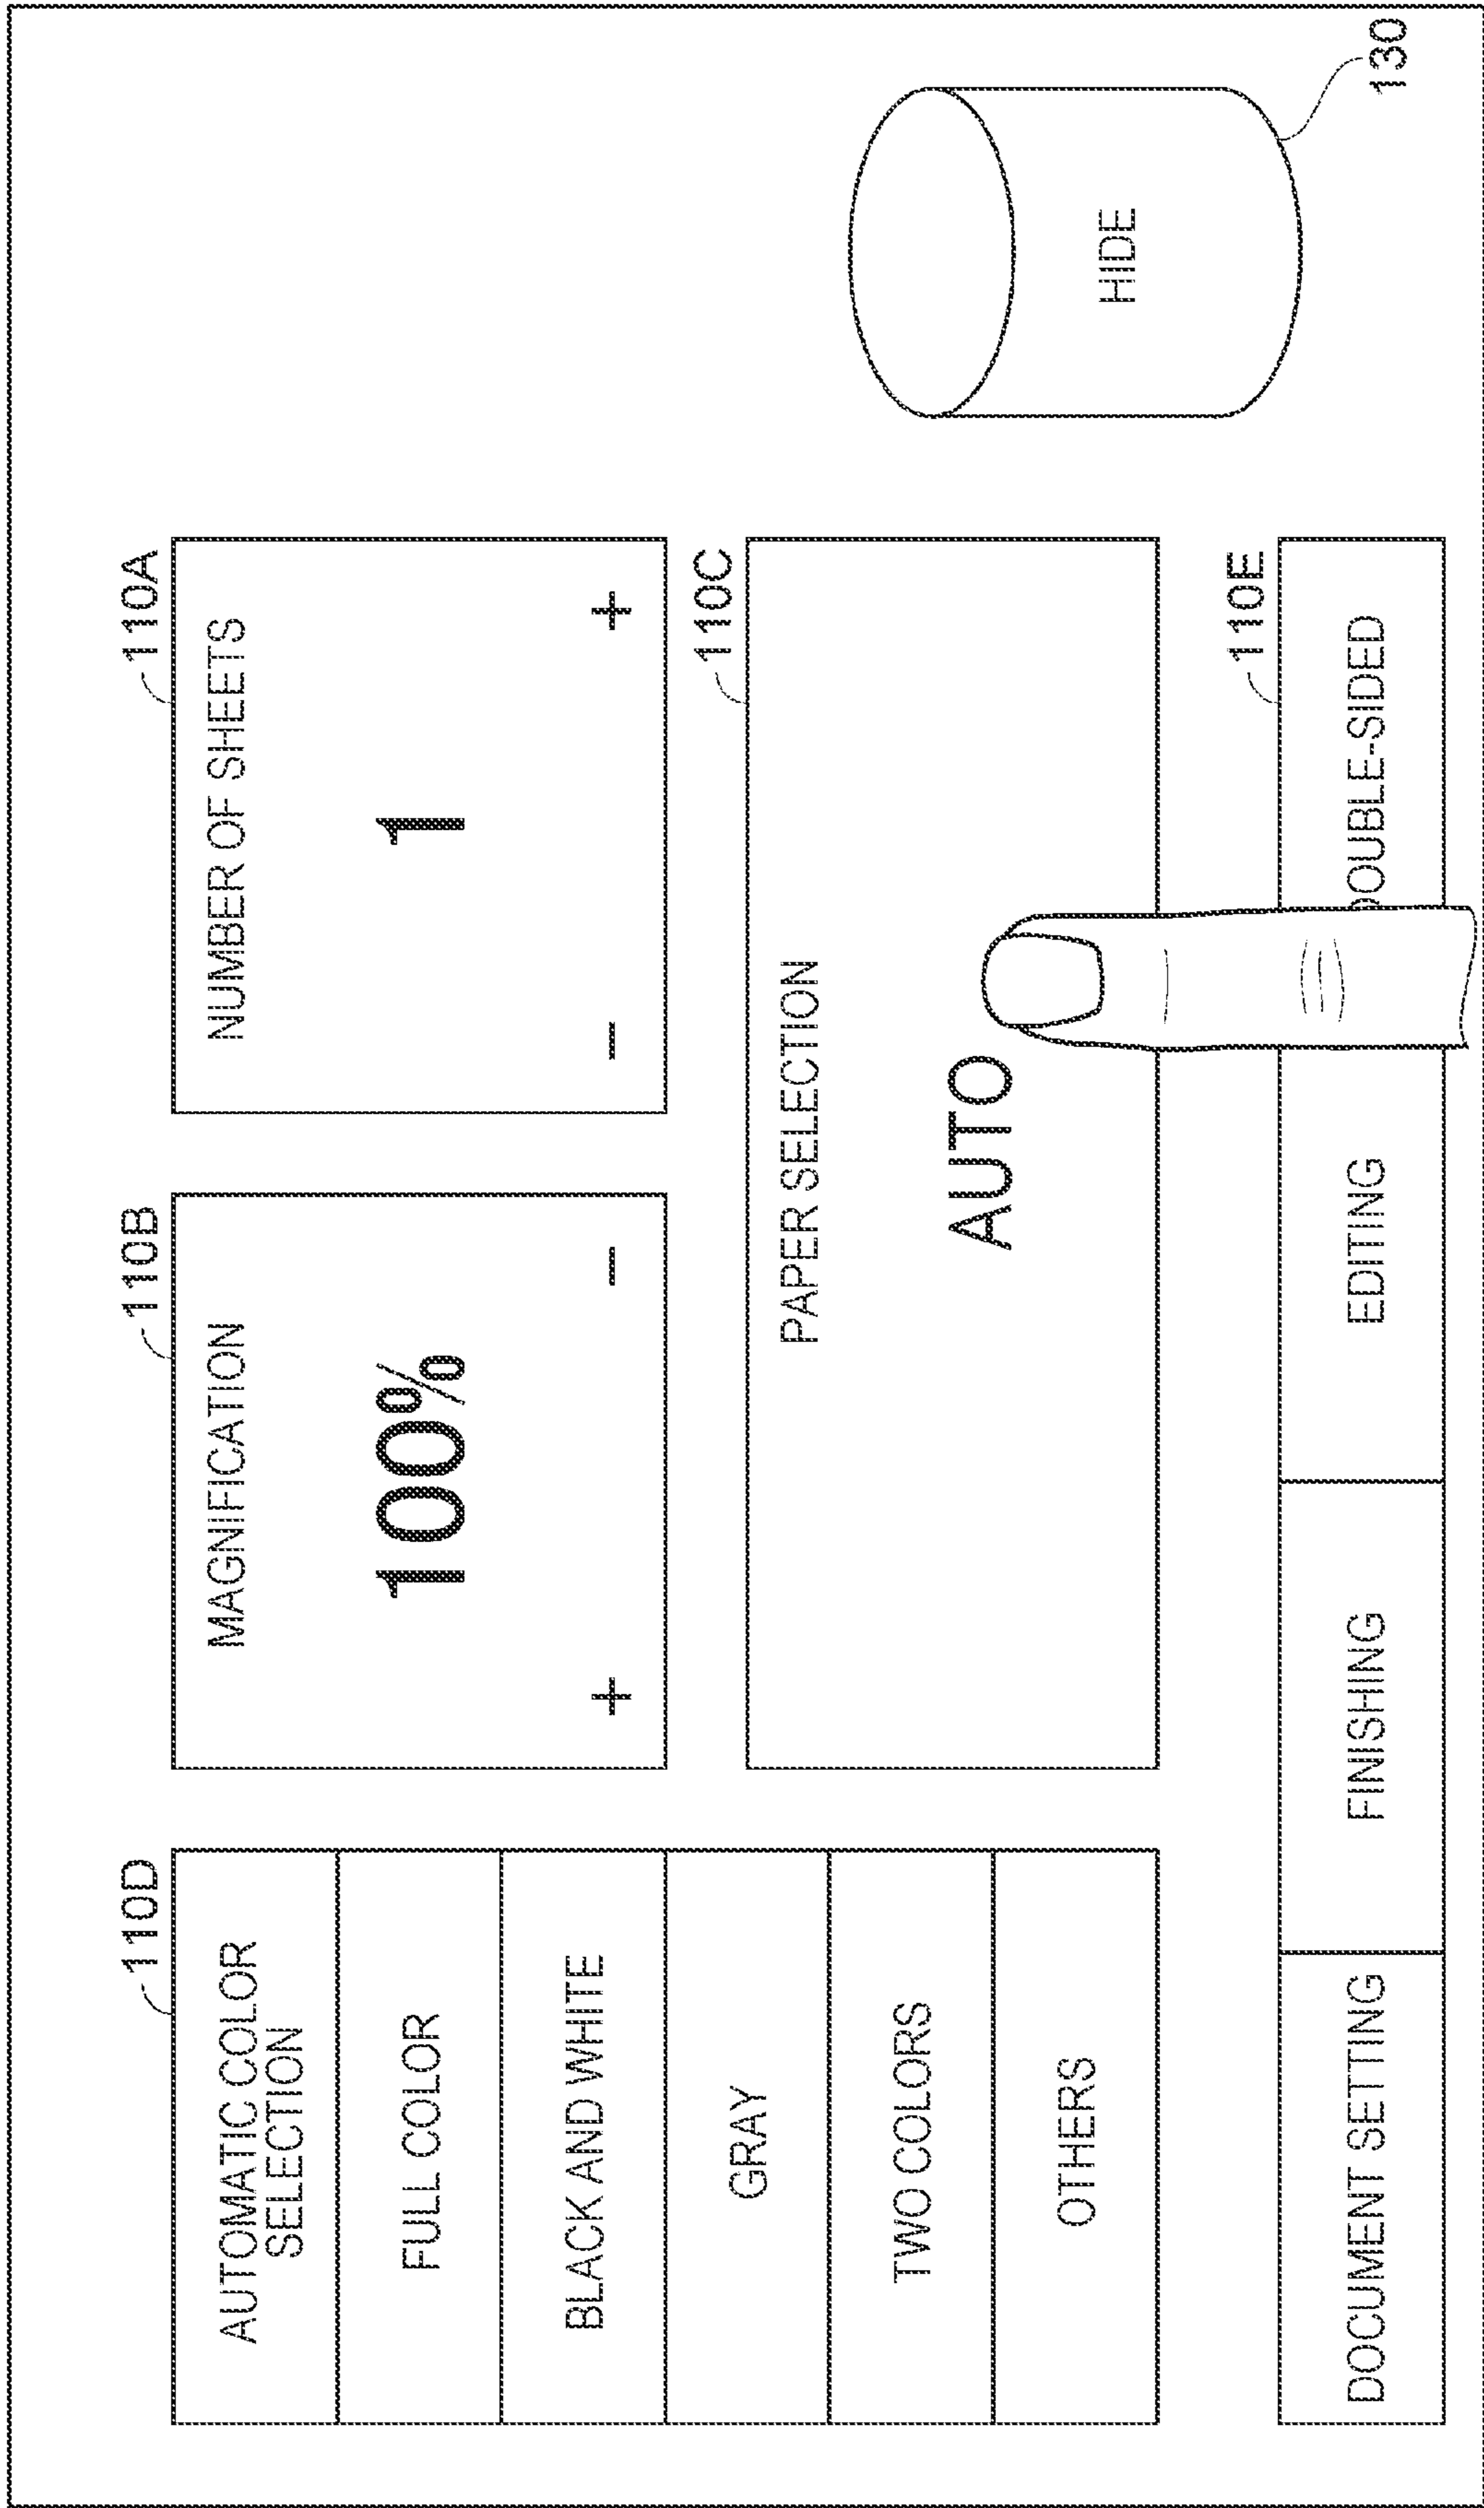 110D
AUTOMATIC COLOR
SELECTION
FULL COLOR
BLACK AND WHITE
GRAY
TWO COLORS
OTHERS
110B
MAGNIFICATION
100%
+ −
110A
NUMBER OF SHEETS
1
− +
110C
PAPER SELECTION
AUTO
110E
DOCUMENT SETTING
FINISHING
EDITING
DOUBLE-SIDED
HIDE
130